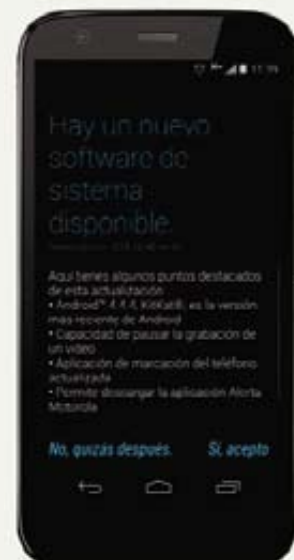 11:39
Hay un nuevo
software de
sistema
disponible.
Aquí tienes algunos puntos destacados
de esta actualización
• Android™ 4.4.4, KitKat®, es la versión
más reciente de Android
• Capacidad de pausar la grabación de
un video
• Aplicación de marcación del teléfono
actualizada
• Permite descargar la aplicación Alerta
Motorola
No, quizás después. Sí, acepto